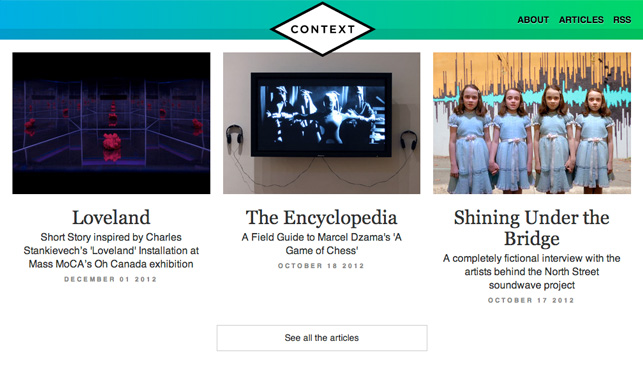 CONTEXT
ABOUT ARTICLES RSS
Loveland
Short Story inspired by Charles
Stankievech's 'Loveland' Installation at
Mass MoCA's Oh Canada exhibition
DECEMBER 01 2012
The Encyclopedia
A Field Guide to Marcel Dzama's 'A
Game of Chess'
OCTOBER 18 2012
Shining Under the
Bridge
A completely fictional interview with the
artists behind the North Street
soundwave project
OCTOBER 17 2012
See all the articles